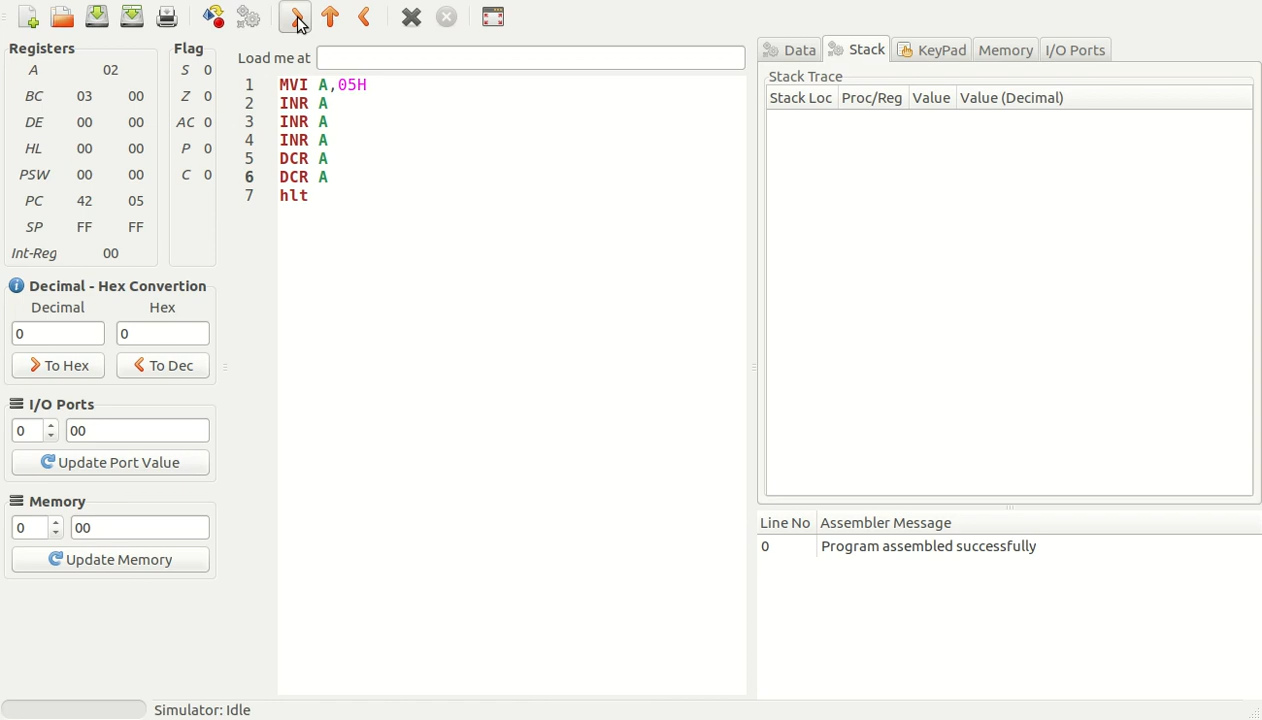 Registers
A 02
BC 03 00
DE 00 00
HL 00 00
PSW 00 00
PC 42 05
SP FF FF
Int-Reg 00
Flag
S 0
Z 0
AC 0
P 0
C 0
Decimal - Hex Convertion
Decimal Hex
0 0
To Hex To Dec
I/O Ports
0 00
Update Port Value
Memory
0 00
Update Memory
Load me at
1 MVI A,05H
2 INR A
3 INR A
4 INR A
5 DCR A
6 DCR A
7 hlt
Data Stack KeyPad Memory I/O Ports
Stack Trace
Stack Loc Proc/Reg Value Value (Decimal)
Line No Assembler Message
0 Program assembled successfully
Simulator: Idle